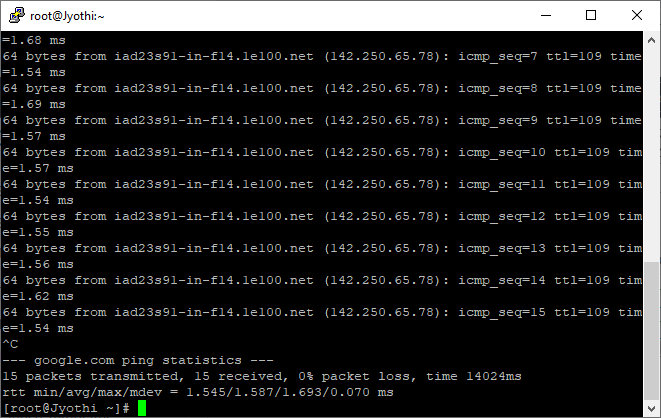 root@Jyothi:~
=1.68 ms
64 bytes from iad23s91-in-f14.1e100.net (142.250.65.78): icmp_seq=7 ttl=109 time
=1.54 ms
64 bytes from iad23s91-in-f14.1e100.net (142.250.65.78): icmp_seq=8 ttl=109 time
=1.69 ms
64 bytes from iad23s91-in-f14.1e100.net (142.250.65.78): icmp_seq=9 ttl=109 time
=1.57 ms
64 bytes from iad23s91-in-f14.1e100.net (142.250.65.78): icmp_seq=10 ttl=109 tim
e=1.57 ms
64 bytes from iad23s91-in-f14.1e100.net (142.250.65.78): icmp_seq=11 ttl=109 tim
e=1.54 ms
64 bytes from iad23s91-in-f14.1e100.net (142.250.65.78): icmp_seq=12 ttl=109 tim
e=1.55 ms
64 bytes from iad23s91-in-f14.1e100.net (142.250.65.78): icmp_seq=13 ttl=109 tim
e=1.56 ms
64 bytes from iad23s91-in-f14.1e100.net (142.250.65.78): icmp_seq=14 ttl=109 tim
e=1.62 ms
64 bytes from iad23s91-in-f14.1e100.net (142.250.65.78): icmp_seq=15 ttl=109 tim
e=1.54 ms
^C
--- google.com ping statistics ---
15 packets transmitted, 15 received, 0% packet loss, time 14024ms
rtt min/avg/max/mdev = 1.545/1.587/1.693/0.070 ms
[root@Jyothi ~]#